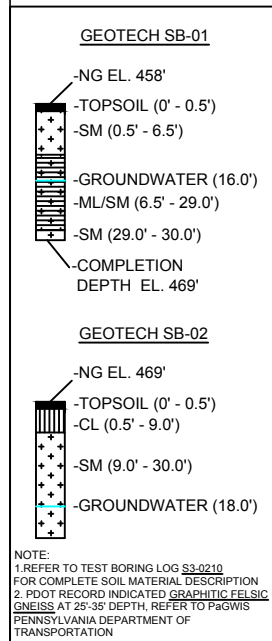 GEOTECH SB-01
-NG EL. 458'
-TOPSOIL (0' - 0.5')
-SM (0.5' - 6.5')
-GROUNDWATER (16.0')
-ML/SM (6.5' - 29.0')
-SM (29.0' - 30.0')
-COMPLETION
DEPTH EL. 469'
GEOTECH SB-02
-NG EL. 469'
-TOPSOIL (0' - 0.5')
-CL (0.5' - 9.0')
-SM (9.0' - 30.0')
-GROUNDWATER (18.0')
NOTE:
1.REFER TO TEST BORING LOG S3-0210
FOR COMPLETE SOIL MATERIAL DESCRIPTION
2. PDOT RECORD INDICATED GRAPHITIC FELSIC
GNEISS AT 25'-35' DEPTH, REFER TO PaGWIS
PENNSYLVANIA DEPARTMENT OF
TRANSPORTATION